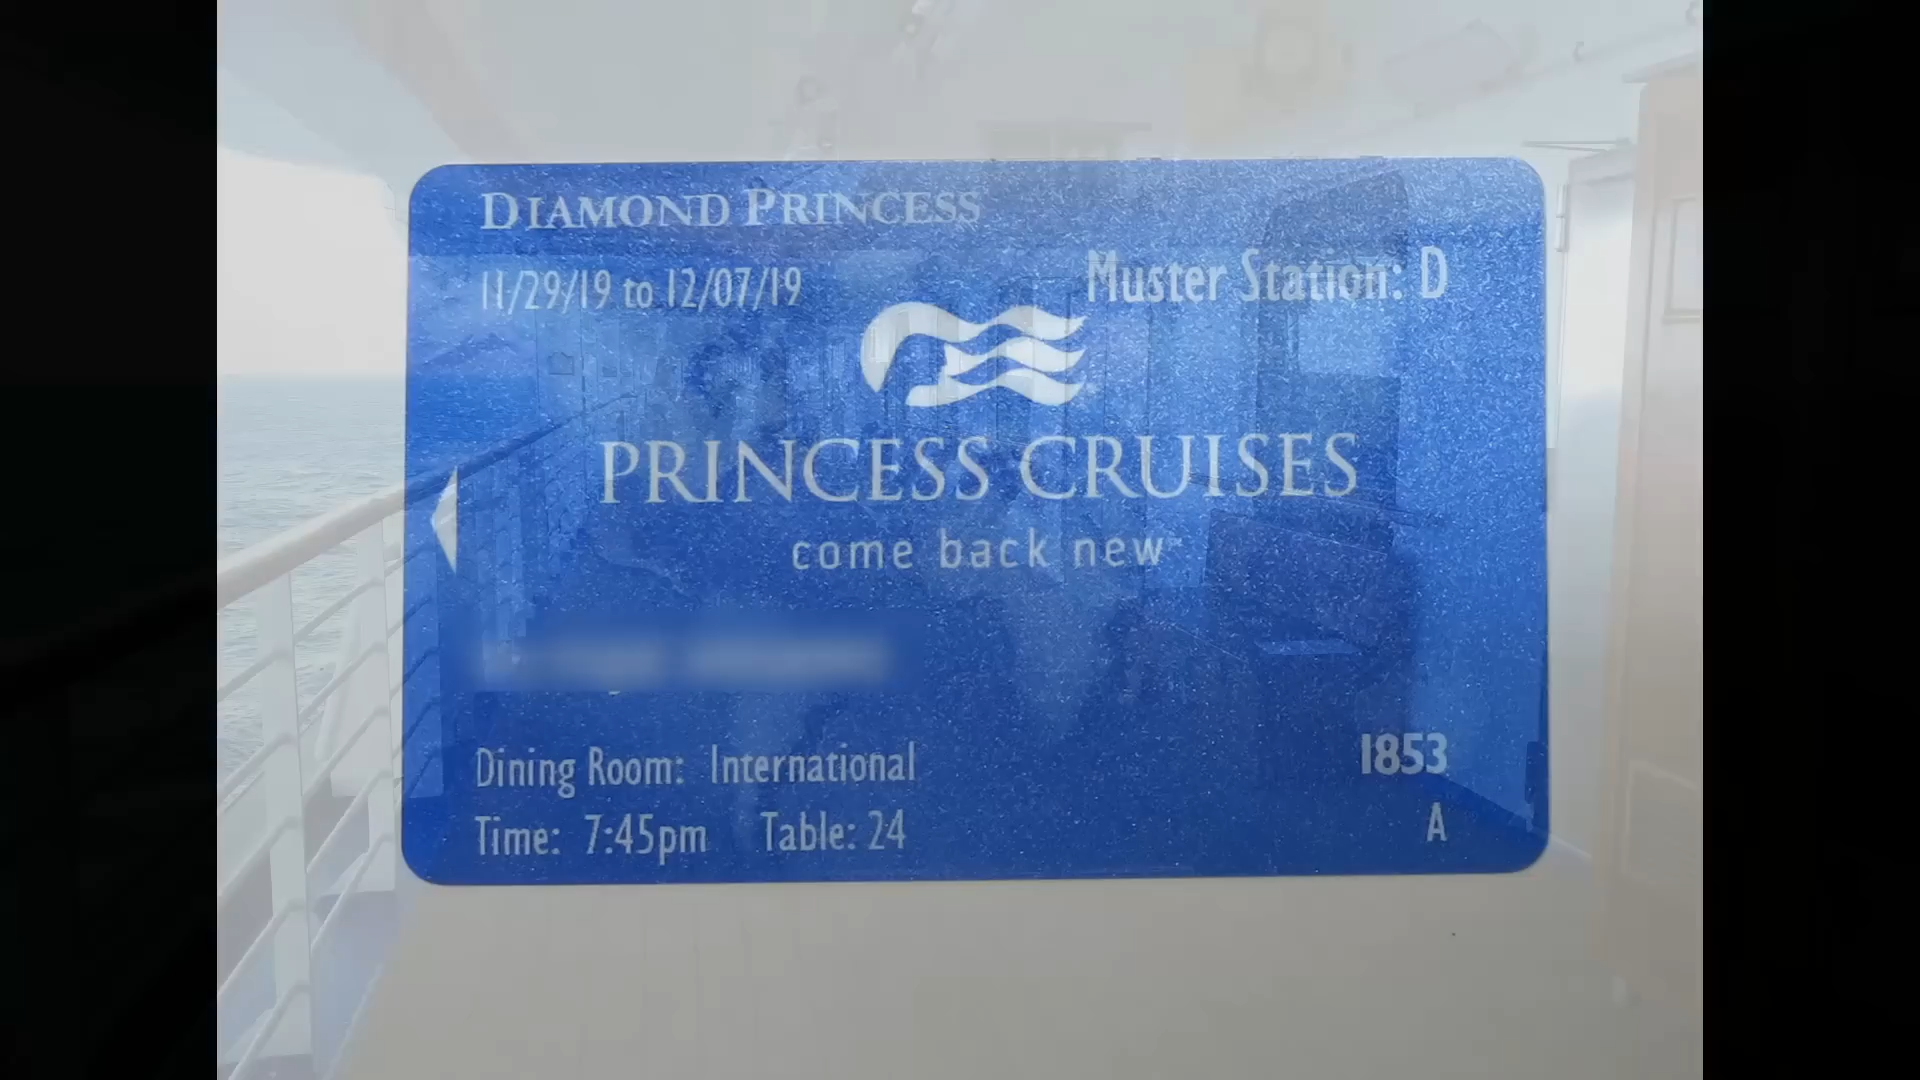 DIAMOND PRINCESS
11/29/19 to 12/07/19
Muster Station: D
PRINCESS CRUISES
come back new
Dining Room: International
1853
Time: 7:45pm Table: 24
A